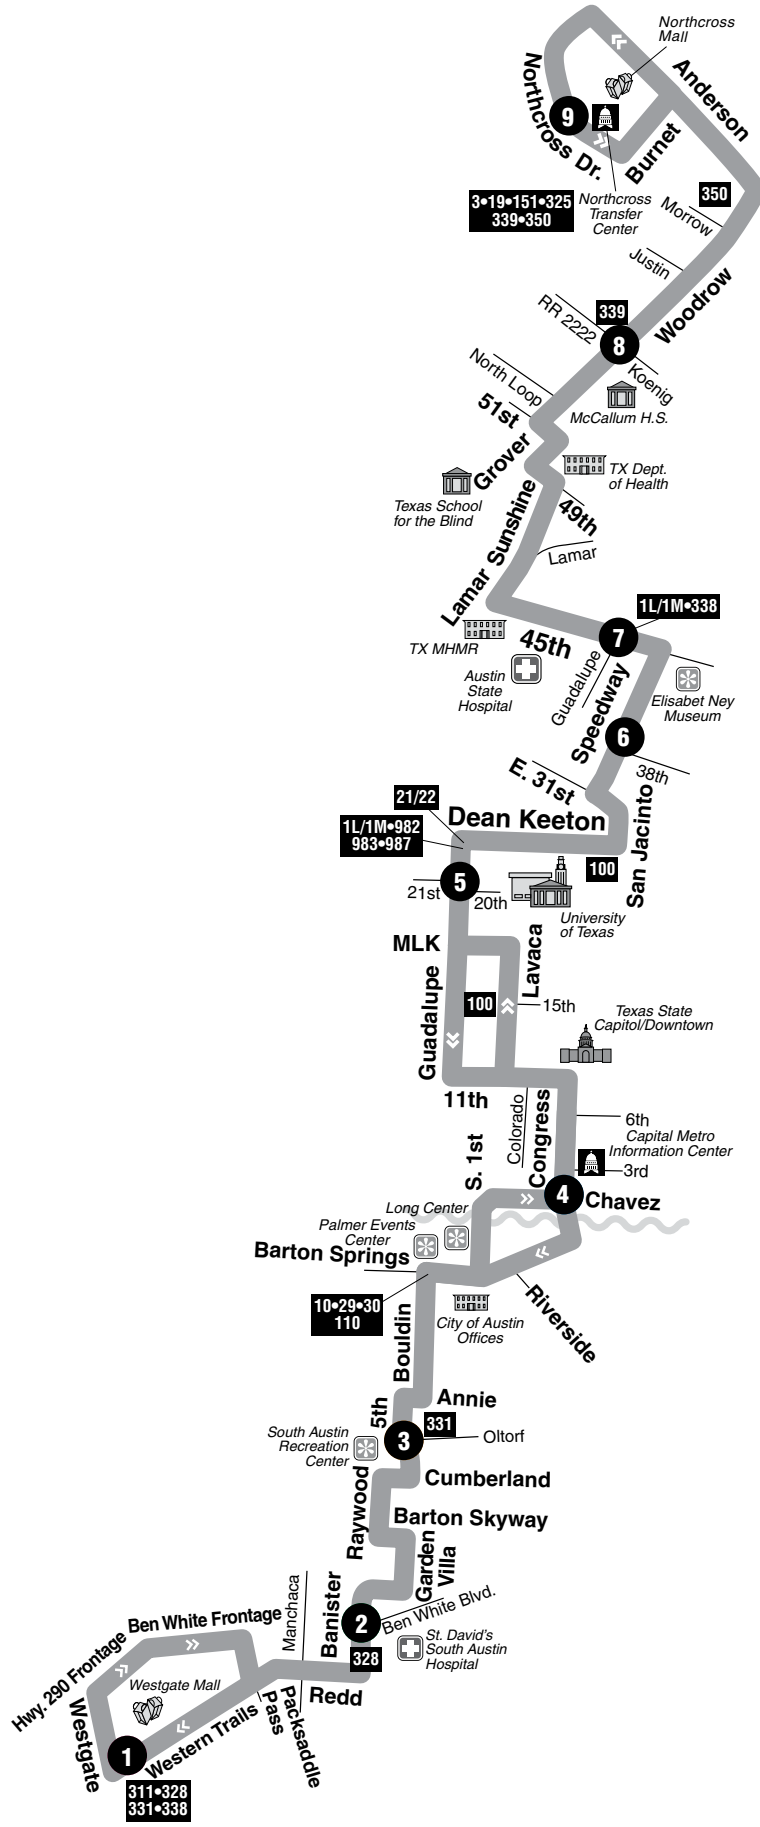 Northcross
Mall
Anderson
Northcross Dr.
9
Burnet
350
3•19•151•325
339•350
Northcross
Transfer
Center
Morrow
Justin
Woodrow
339
RR 2222
8
Koenig
North Loop
McCallum H.S.
51st
Grover
TX Dept.
of Health
Texas School
for the Blind
49th
Sunshine
Lamar
Lamar
1L/1M•338
7
45th
TX MHMR
Austin
State
Hospital
Guadalupe
Speedway
Elisabet Ney
Museum
6
38th
E. 31st
21/22
San Jacinto
Dean Keeton
1L/1M•982
983•987
100
5
21st
20th
University
of Texas
MLK
Lavaca
Guadalupe
100
15th
Texas State
Capitol/Downtown
11th
Colorado
Congress
6th
Capital Metro
Information Center
3rd
S. 1st
4
Chavez
Long Center
Palmer Events
Center
Barton Springs
Riverside
10•29•30
110
City of Austin
Offices
Bouldin
Annie
5th
331
3
Oltorf
South Austin
Recreation
Center
Cumberland
Raywood
Barton Skyway
Garden
Villa
Banister
Ben White Blvd.
2
St. David's
South Austin
Hospital
328
Manchaca
Ben White Frontage
Hwy. 290 Frontage
Redd
Westgate Mall
Packsaddle
Pass
Western Trails
Westgate
1
311•328
331•338